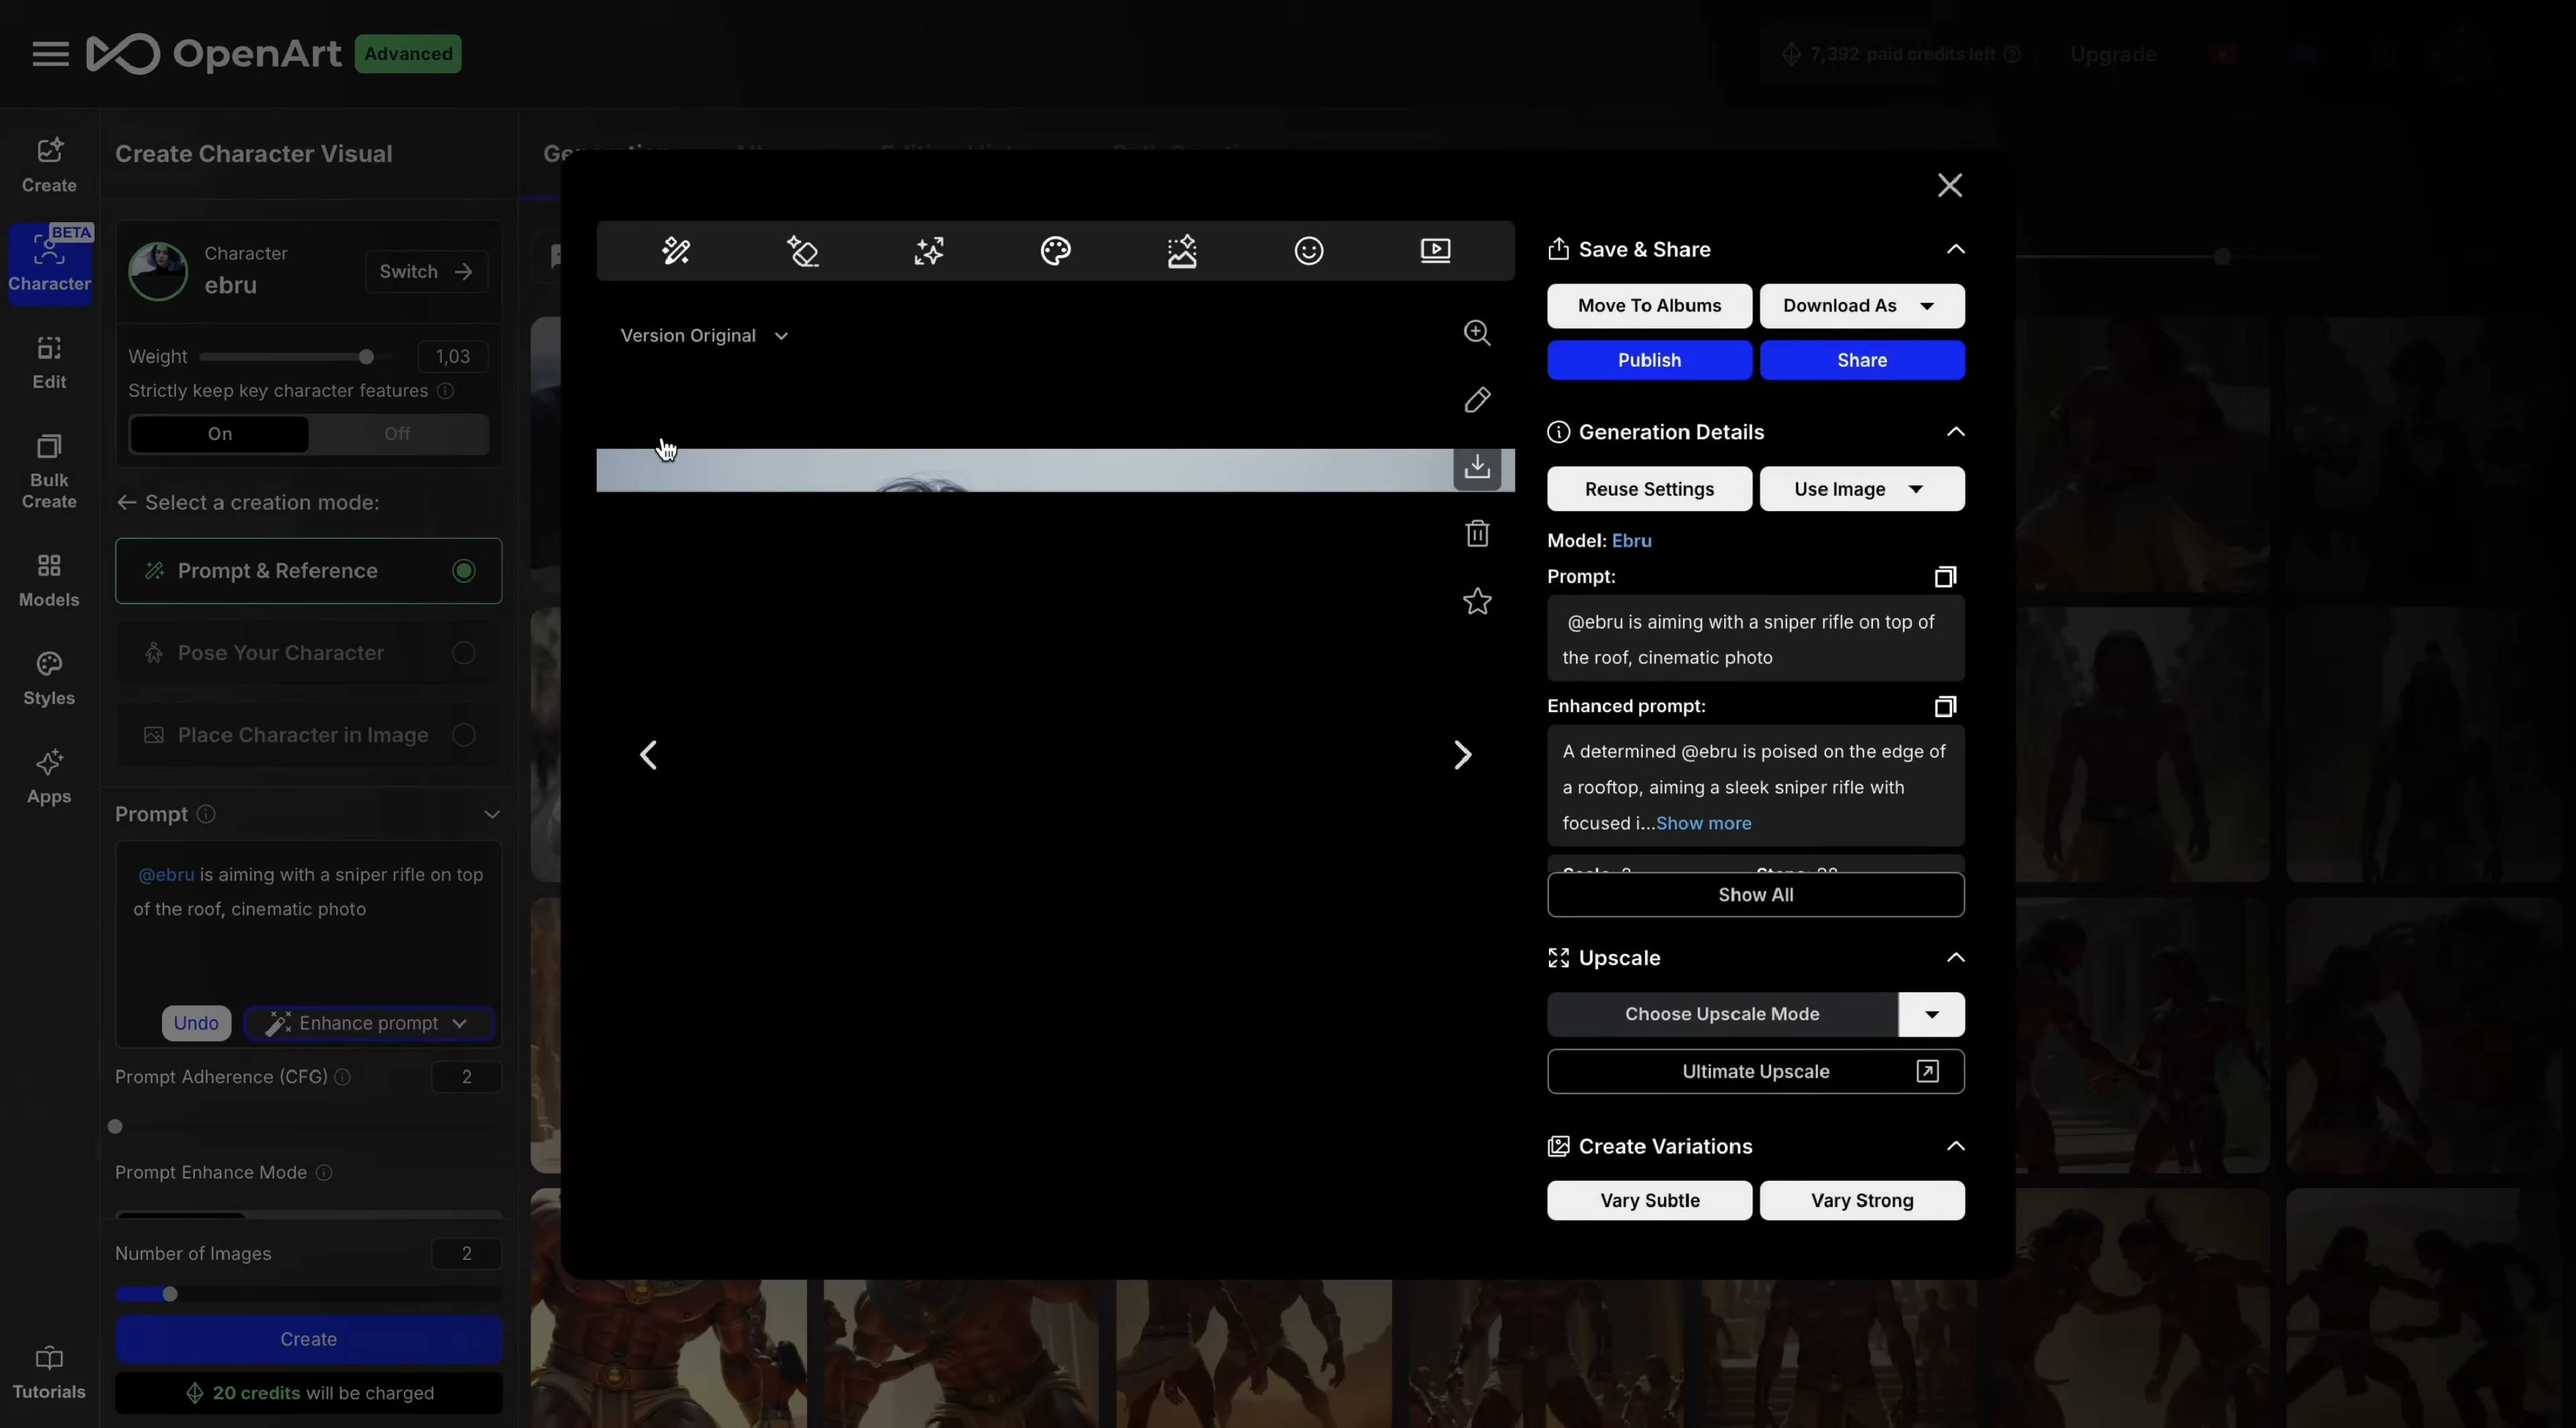 OpenArt Advanced
7,392 paid credits left
Upgrade
Create
BETA
Character
Edit
Bulk
Create
Models
Styles
Apps
Tutorials
Create Character Visual
Character
ebru
Switch
Weight 1,03
Strictly keep key character features
On Off
Select a creation mode:
Prompt & Reference
Pose Your Character
Place Character in Image
Prompt
@ebru is aiming with a sniper rifle on top
of the roof, cinematic photo
Undo Enhance prompt
Prompt Adherence (CFG) 2
Prompt Enhance Mode
Number of Images 2
Create
20 credits will be charged
Version Original
Save & Share
Move To Albums Download As
Publish Share
Generation Details
Reuse Settings Use Image
Model: Ebru
Prompt:
@ebru is aiming with a sniper rifle on top of
the roof, cinematic photo
Enhanced prompt:
A determined @ebru is poised on the edge of
a rooftop, aiming a sleek sniper rifle with
focused i...Show more
Show All
Upscale
Choose Upscale Mode
Ultimate Upscale
Create Variations
Vary Subtle Vary Strong